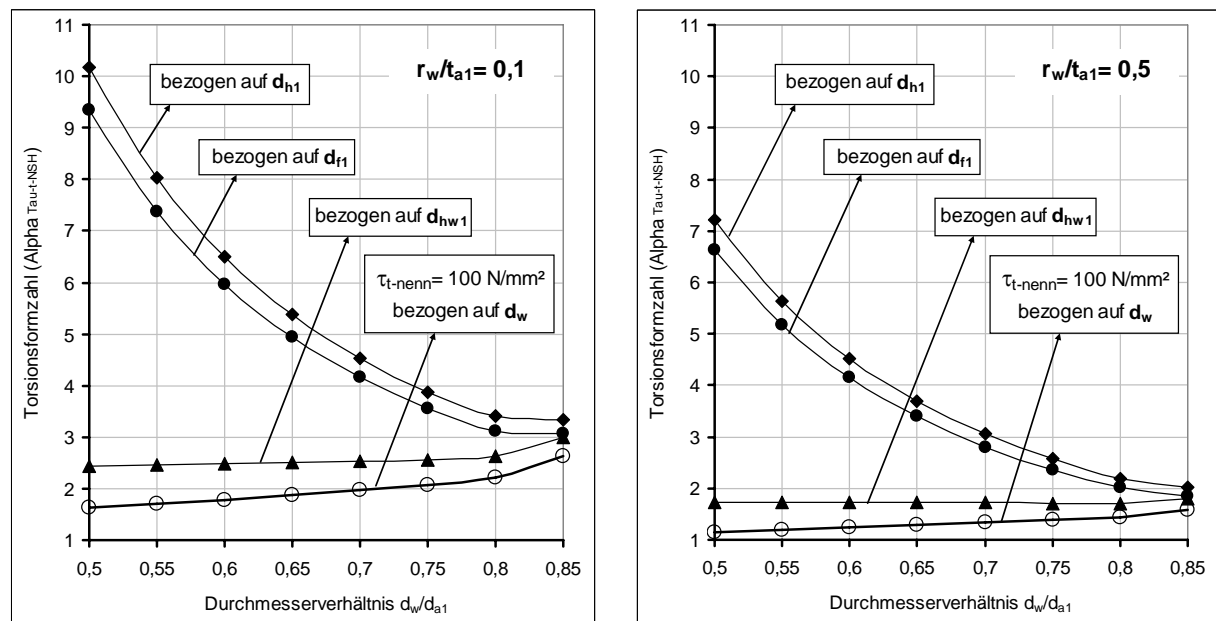 11
10
9
8
7
6
5
4
3
2
1
Torsionsformzahl (Alpha Tau-t-NSH)
bezogen auf dh1
rw/ta1= 0,1
bezogen auf df1
bezogen auf dhw1
τt-nenn= 100 N/mm²
bezogen auf dw
0,5 0,55 0,6 0,65 0,7 0,75 0,8 0,85
Durchmesserverhältnis dw/da1
11
10
9
8
7
6
5
4
3
2
1
Torsionsformzahl (Alpha Tau-t-NSH)
bezogen auf dh1
rw/ta1= 0,5
bezogen auf df1
bezogen auf dhw1
τt-nenn= 100 N/mm²
bezogen auf dw
0,5 0,55 0,6 0,65 0,7 0,75 0,8 0,85
Durchmesserverhältnis dw/da1